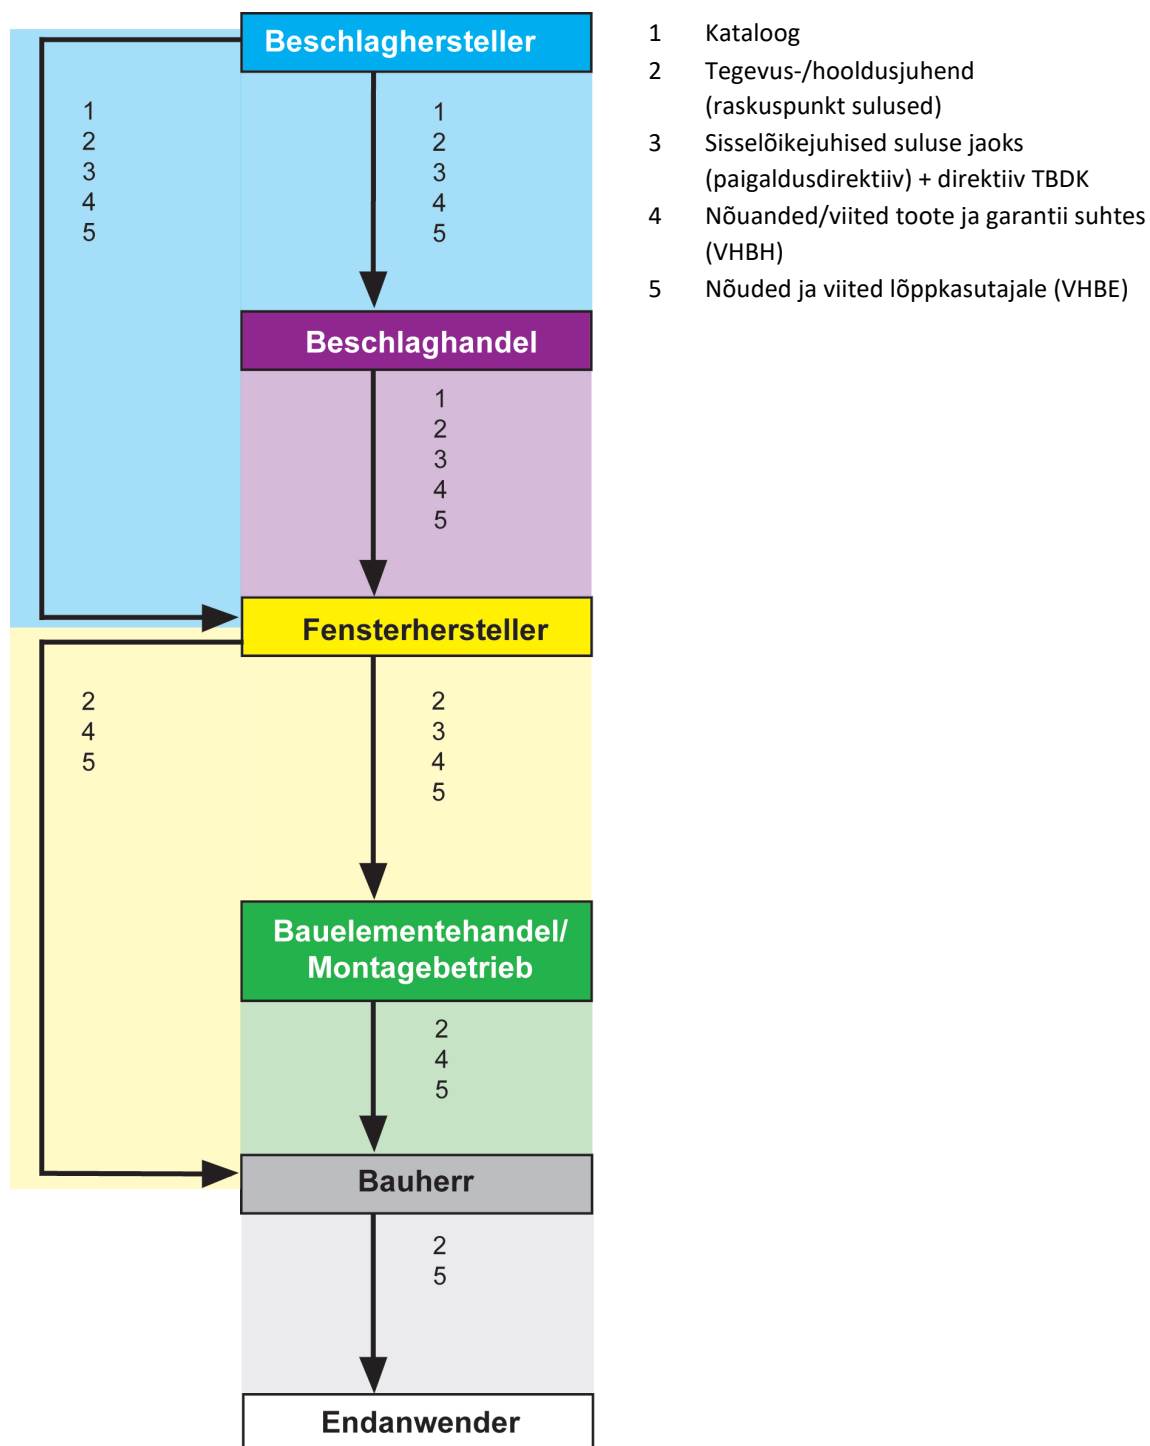 Beschlaghersteller
1
2
3
4
5
1
2
3
4
5
Beschlaghandel
1
2
3
4
5
Fensterhersteller
2
4
5
2
3
4
5
Bauelementehandel/
Montagebetrieb
2
4
5
Bauherr
2
5
Endanwender
1 Kataloog
2 Tegevus-/hooldusjuhend
(raskuspunkt sulused)
3 Sisselõikejuhised suluse jaoks
(paigaldusdirektiiv) + direktiiv TBDK
4 Nõuanded/viited toote ja garantii suhtes
(VHBH)
5 Nõuded ja viited lõppkasutajale (VHBE)